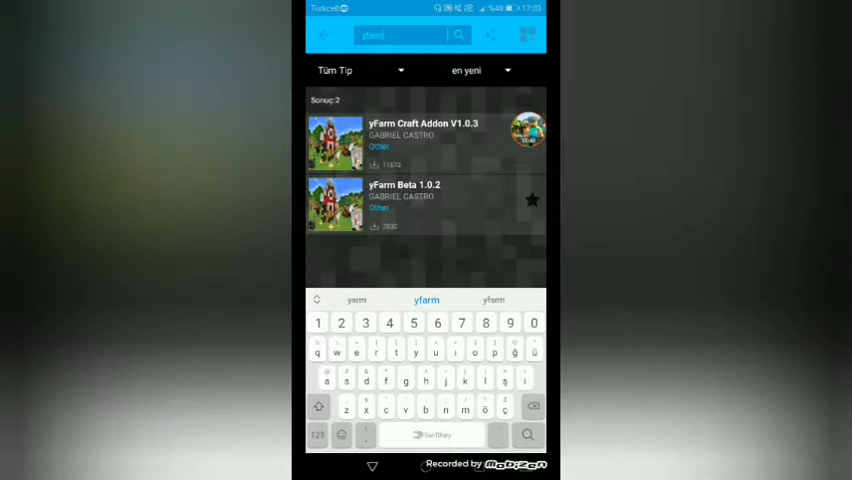 Turkcell %48 17:03
yfarm
Tüm Tip en yeni
Sonuç:2
yFarm Craft Addon V1.0.3
GABRIEL CASTRO
Other
11673
yFarm Beta 1.0.2
GABRIEL CASTRO
Other
7830
yarm yfarm yfsrm
1 2 3 4 5 6 7 8 9 0
q w e r t y u ı o p ğ ü
a s d f g h j k l ş i
z x c v b n m ö ç
123 SwiftKey
Recorded by mobizen